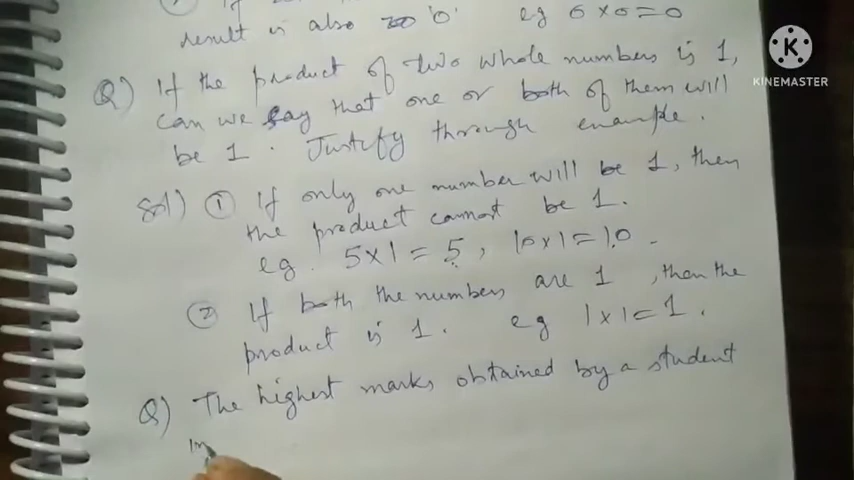 result is also 'o' eg 0 × 0 = 0
Q) If the product of two whole numbers is 1,
can we say that one or both of them will
be 1. Justify through example.
Sol) ① If only one number will be 1, then
the product cannot be 1.
eg. 5×1 = 5, 10×1 = 10.
② If both the numbers are 1, then the
product is 1. eg 1×1 = 1.
Q) The highest marks obtained by a student
in
KINEMASTER